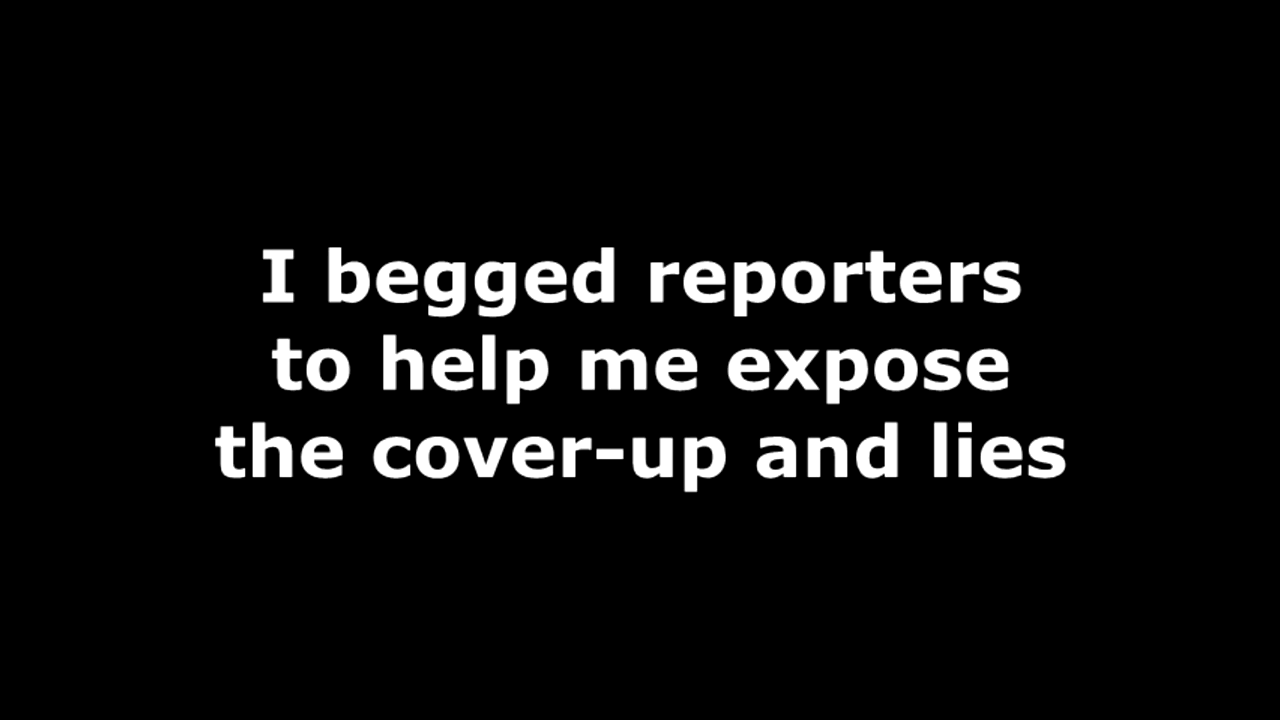 I begged reporters
to help me expose
the cover-up and lies